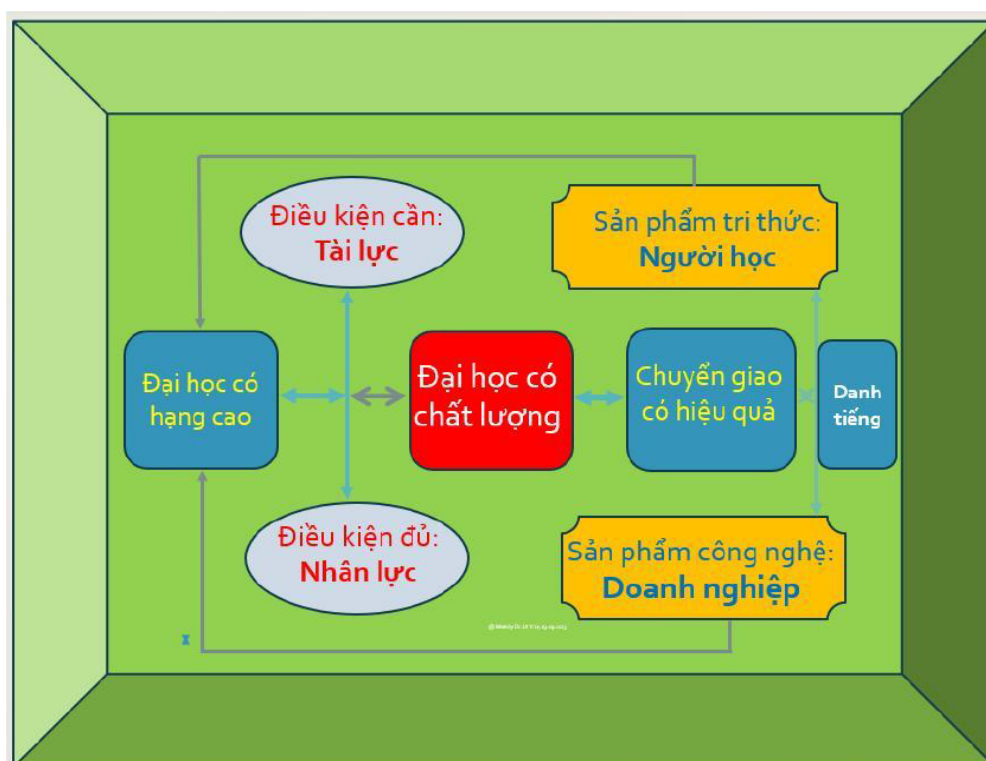 Điều kiện cần:
Tài lực
Sản phẩm tri thức:
Người học
Đại học có
hạng cao
Đại học có
chất lượng
Chuyển giao
có hiệu quả
Danh
tiếng
Điều kiện đủ:
Nhân lực
Sản phẩm công nghệ:
Doanh nghiệp